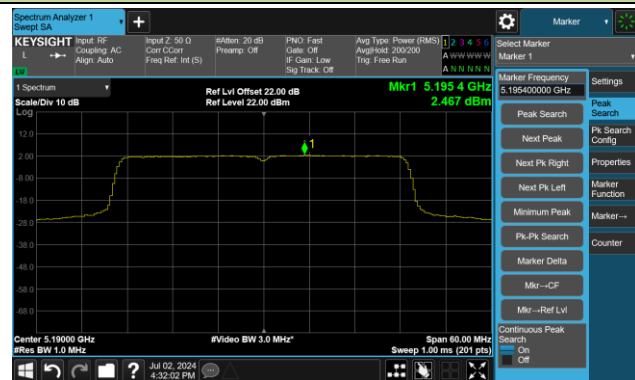 Spectrum Analyzer 1
Swept SA
Marker
KEYSIGHT
L
LW
Input: RF
Coupling: AC
Align: Auto
Input Z: 50 Ω
Corr CCorr
Freq Ref: Int (S)
#Atten: 20 dB
Preamp: Off
PNO: Fast
Gate: Off
IF Gain: Low
Sig Track: Off
Avg Type: Power (RMS)
Avg|Hold: 200/200
Trig: Free Run
1 2 3 4 5 6
A W W W W W
A N N N N N
Select Marker
Marker 1
1 Spectrum
Scale/Div 10 dB
Log
Ref Lvl Offset 22.00 dB
Ref Level 22.00 dBm
Mkr1 5.195 4 GHz
2.467 dBm
1
12.0
2.00
-8.00
-18.0
-28.0
-38.0
-48.0
-58.0
-68.0
Center 5.19000 GHz
#Res BW 1.0 MHz
#Video BW 3.0 MHz*
Span 60.00 MHz
Sweep 1.00 ms (201 pts)
Marker Frequency
5.195400000 GHz
Peak Search
Next Peak
Next Pk Right
Next Pk Left
Minimum Peak
Pk-Pk Search
Marker Delta
Mkr→CF
Mkr→Ref Lvl
Continuous Peak
Search
On
Off
Settings
Peak
Search
Pk Search
Config
Properties
Marker
Function
Marker→
Counter
Jul 02, 2024
4:32:02 PM